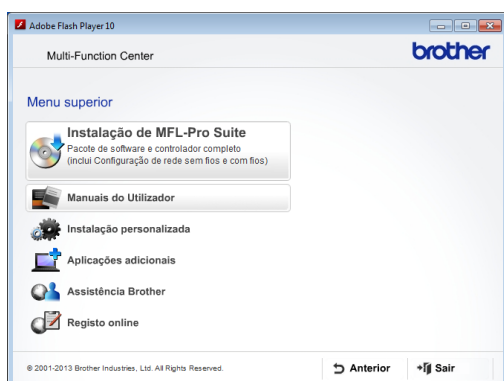 Adobe Flash Player 10
Multi-Function Center
brother
Menu superior
Instalação de MFL-Pro Suite
Pacote de software e controlador completo
(inclui Configuração de rede sem fios e com fios)
Manuais do Utilizador
Instalação personalizada
Aplicações adicionais
Assistência Brother
Registo online
© 2001-2013 Brother Industries, Ltd. All Rights Reserved.
Anterior
Sair